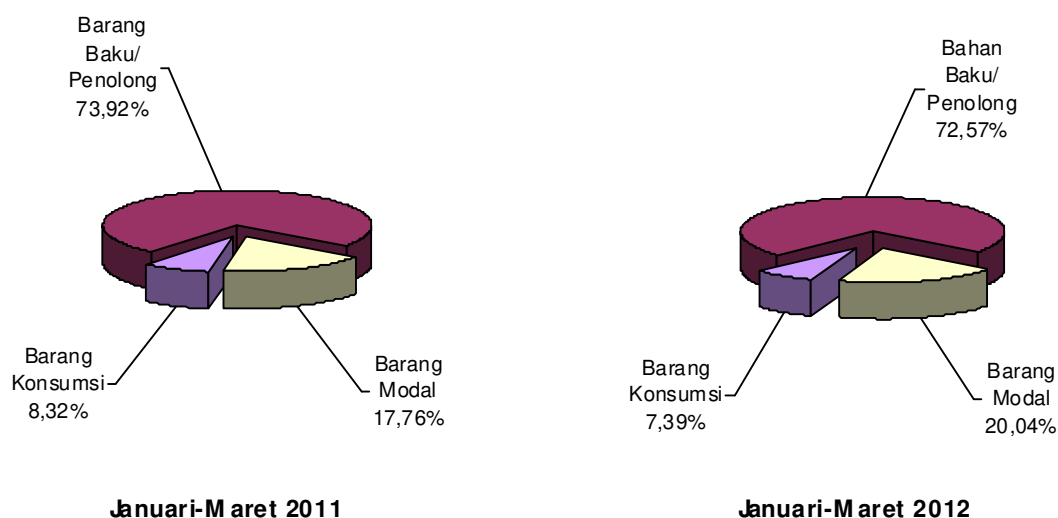 Barang
Baku/
Penolong
73,92%
Barang
Konsumsi
8,32%
Barang
Modal
17,76%
Januari-Maret 2011
Bahan
Baku/
Penolong
72,57%
Barang
Konsumsi
7,39%
Barang
Modal
20,04%
Januari-Maret 2012